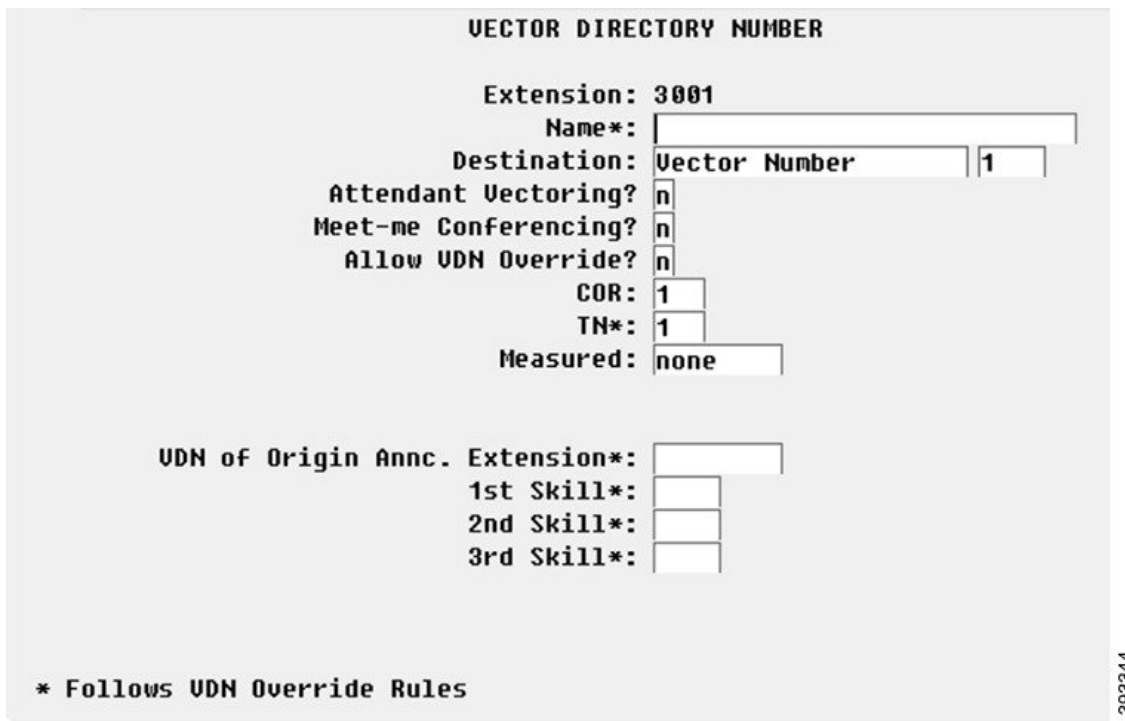 VECTOR DIRECTORY NUMBER
Extension: 3001
Name*:
Destination: Vector Number 1
Attendant Vectoring? n
Meet-me Conferencing? n
Allow VDN Override? n
COR: 1
TN*: 1
Measured: none
VDN of Origin Annc. Extension*:
1st Skill*:
2nd Skill*:
3rd Skill*:
* Follows VDN Override Rules